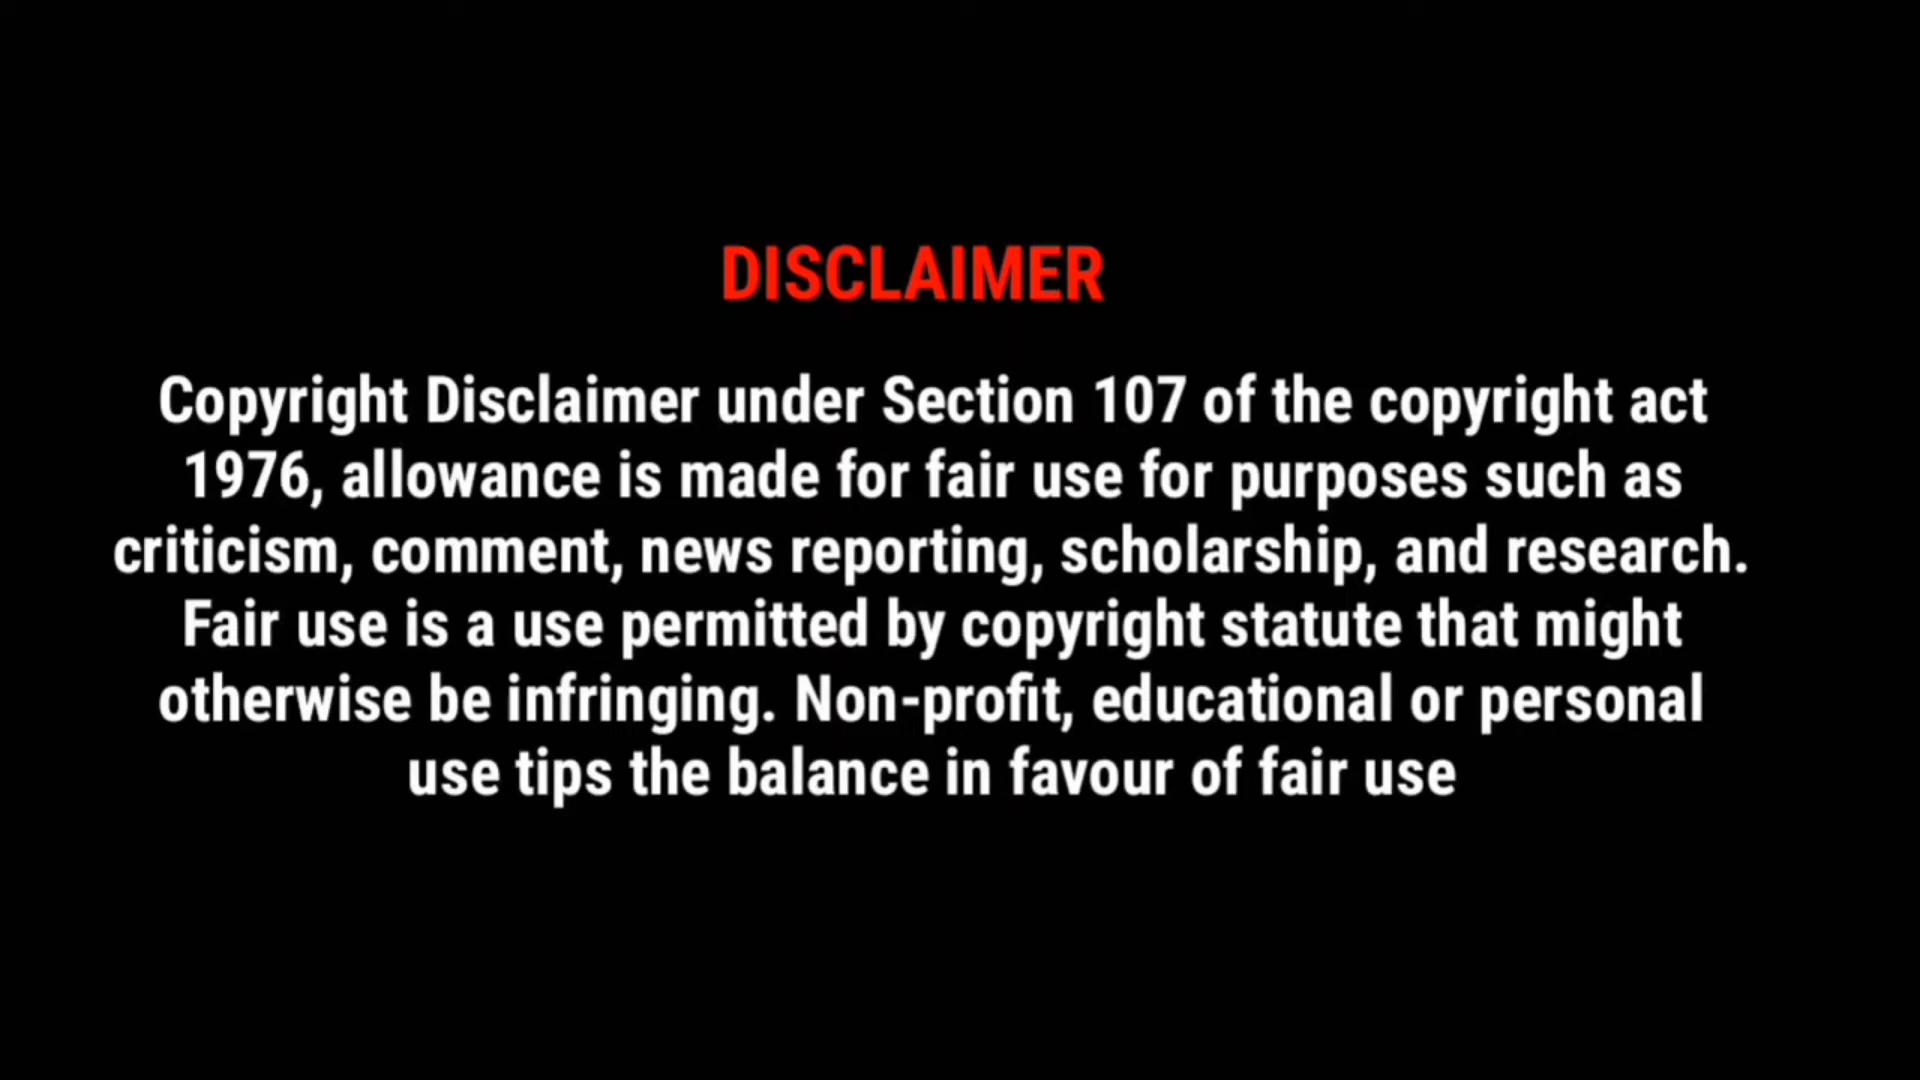 DISCLAIMER
Copyright Disclaimer under Section 107 of the copyright act
1976, allowance is made for fair use for purposes such as
criticism, comment, news reporting, scholarship, and research.
Fair use is a use permitted by copyright statute that might
otherwise be infringing. Non-profit, educational or personal
use tips the balance in favour of fair use